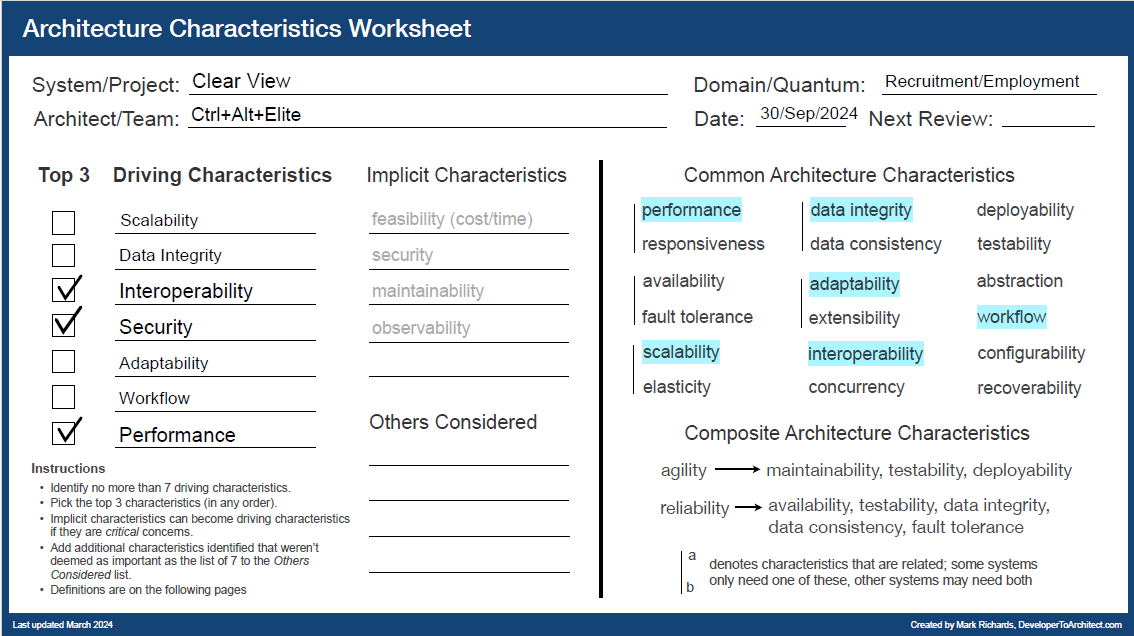 Architecture Characteristics Worksheet
System/Project: Clear View
Domain/Quantum: Recruitment/Employment
Architect/Team: Ctrl+Alt+Elite
Date: 30/Sep/2024 Next Review:
Top 3 Driving Characteristics
Scalability
Data Integrity
Interoperability
Security
Adaptability
Workflow
Performance
Instructions
• Identify no more than 7 driving characteristics.
• Pick the top 3 characteristics (in any order).
• Implicit characteristics can become driving characteristics
if they are critical concerns.
• Add additional characteristics identified that weren't
deemed as important as the list of 7 to the Others
Considered list.
• Definitions are on the following pages
Implicit Characteristics
feasibility (cost/time)
security
maintainability
observability
Others Considered
Common Architecture Characteristics
performance data integrity deployability
responsiveness data consistency testability
availability adaptability abstraction
fault tolerance extensibility workflow
scalability interoperability configurability
elasticity concurrency recoverability
Composite Architecture Characteristics
agility → maintainability, testability, deployability
reliability → availability, testability, data integrity,
data consistency, fault tolerance
a
b
denotes characteristics that are related; some systems
only need one of these, other systems may need both
Last updated March 2024
Created by Mark Richards, DeveloperToArchitect.com